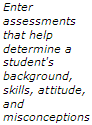 Enter
assessments
that help
determine a
student's
background,
skills, attitude,
and
misconceptions